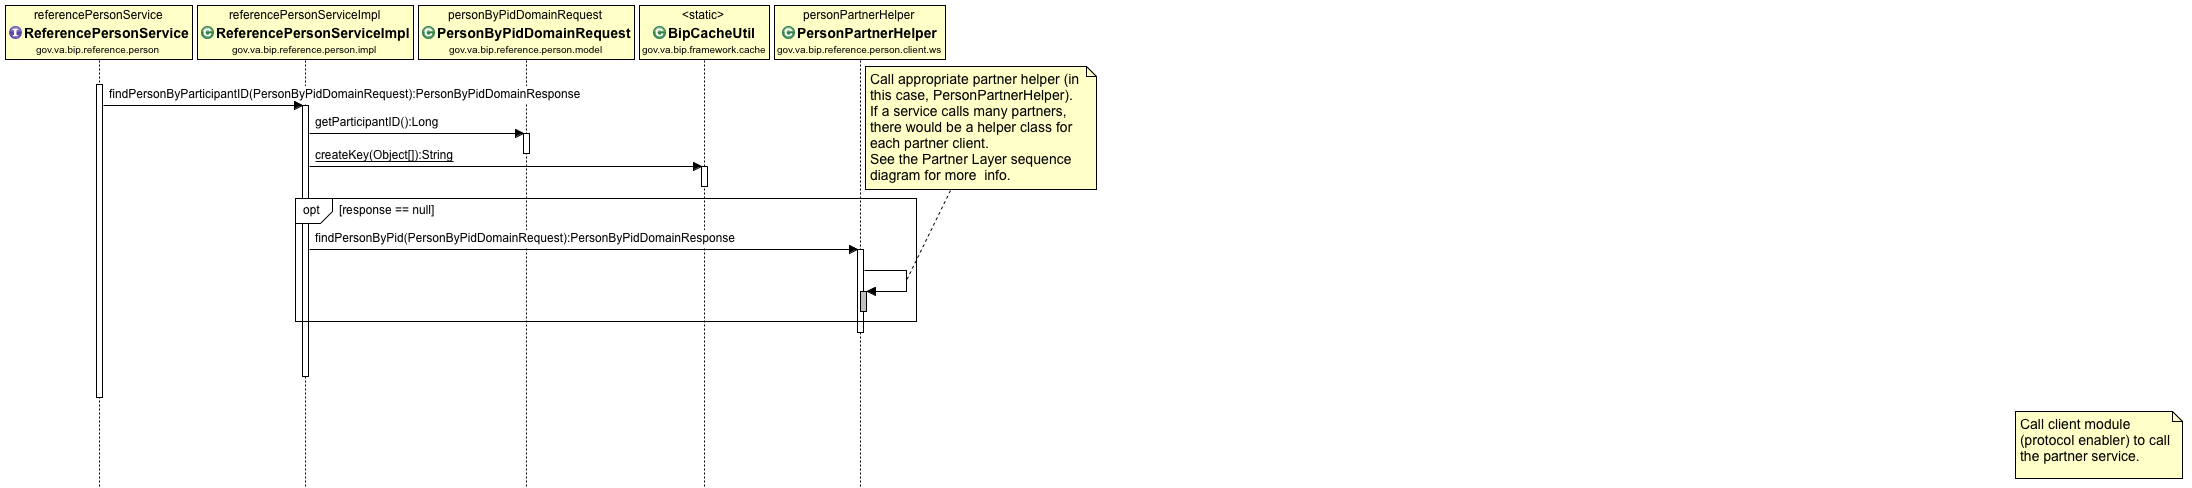 referencePersonService
ReferencePersonService
gov.va.bip.reference.person
referencePersonServiceImpl
ReferencePersonServiceImpl
gov.va.bip.reference.person.impl
personByPidDomainRequest
PersonByPidDomainRequest
gov.va.bip.reference.person.model
<static>
BipCacheUtil
gov.va.bip.framework.cache
personPartnerHelper
PersonPartnerHelper
gov.va.bip.reference.person.client.ws
Call appropriate partner helper (in
this case, PersonPartnerHelper).
If a service calls many partners,
there would be a helper class for
each partner client.
See the Partner Layer sequence
diagram for more  info.
findPersonByParticipantID(PersonByPidDomainRequest):PersonByPidDomainResponse
getParticipantID():Long
createKey(Object[]):String
opt
[response == null]
findPersonByPid(PersonByPidDomainRequest):PersonByPidDomainResponse
Call client module
(protocol enabler) to call
the partner service.